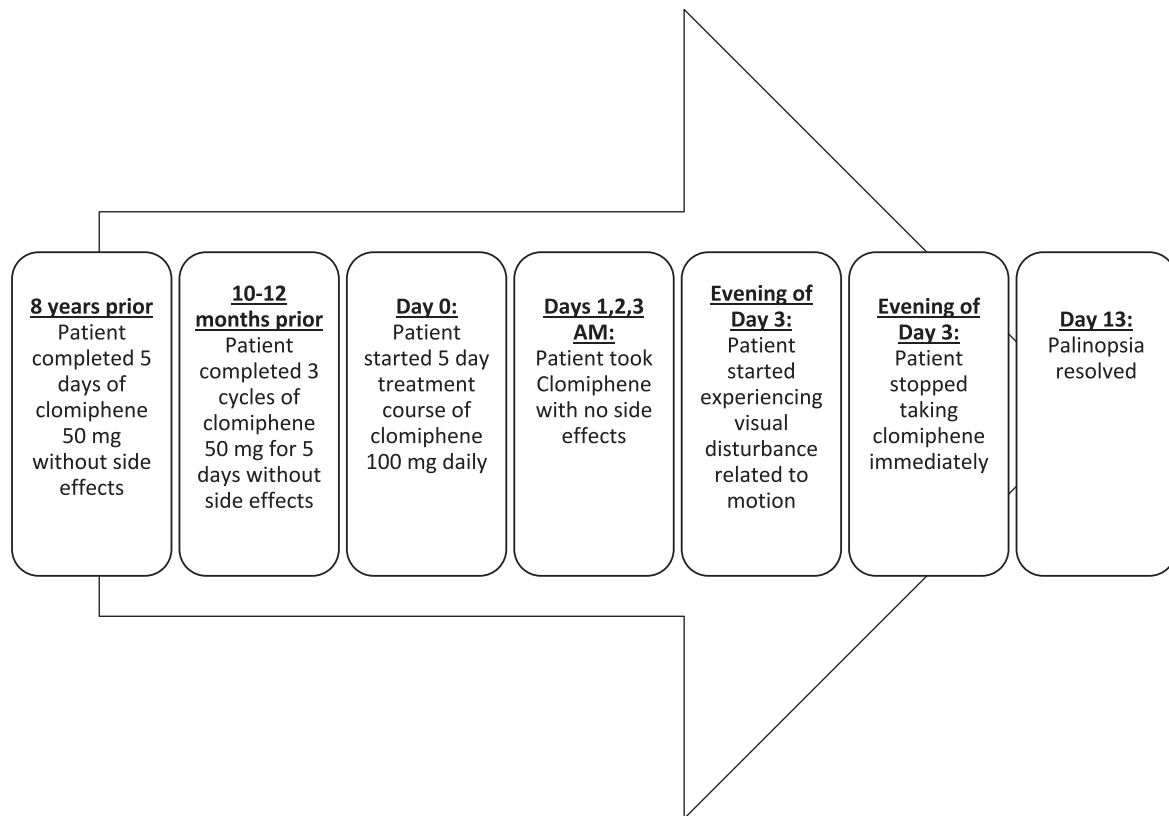 8 years prior
Patient
completed 5
days of
clomiphene
50 mg
without side
effects
10-12
months prior
Patient
completed 3
cycles of
clomiphene
50 mg for 5
days without
side effects
Day 0:
Patient
started 5 day
treatment
course of
clomiphene
100 mg daily
Days 1,2,3
AM:
Patient took
Clomiphene
with no side
effects
Evening of
Day 3:
Patient
started
experiencing
visual
disturbance
related to
motion
Evening of
Day 3:
Patient
stopped
taking
clomiphene
immediately
Day 13:
Palinopsia
resolved